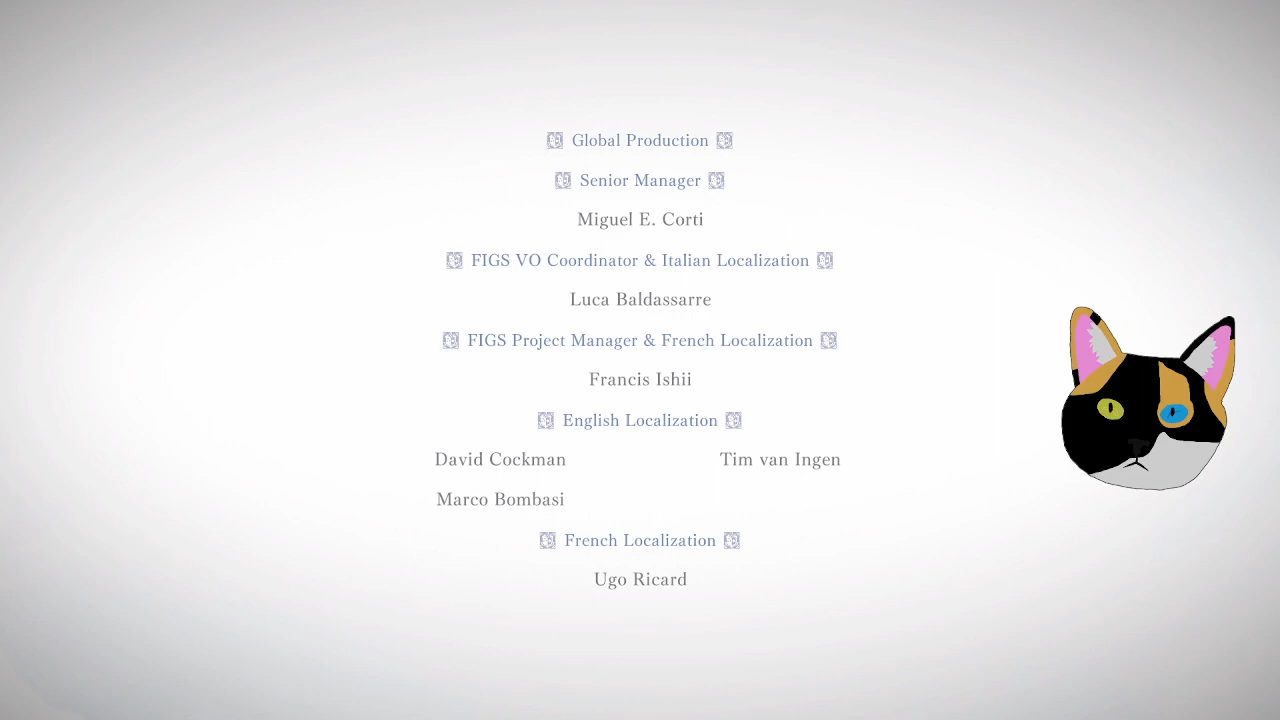 Global Production
Senior Manager
Miguel E. Corti
FIGS VO Coordinator & Italian Localization
Luca Baldassarre
FIGS Project Manager & French Localization
Francis Ishii
English Localization
David Cockman Tim van Ingen
Marco Bombasi
French Localization
Ugo Ricard